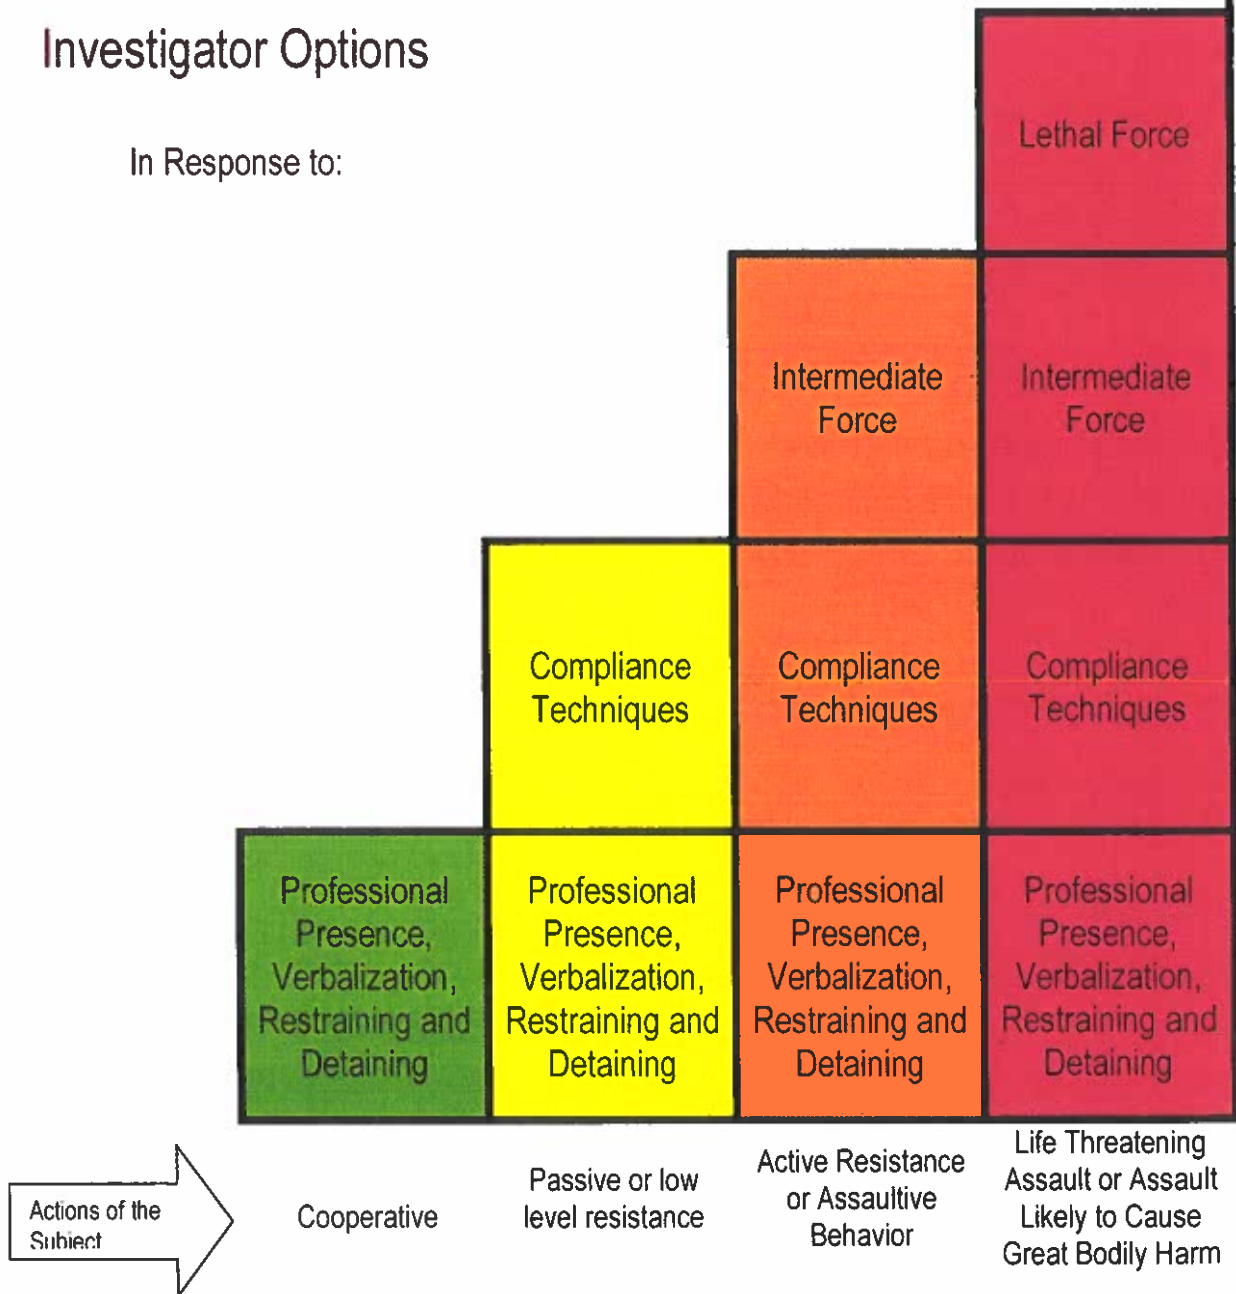 Investigator Options
In Response to:
Lethal Force
Intermediate
Force
Intermediate
Force
Compliance
Techniques
Compliance
Techniques
Compliance
Techniques
Professional
Presence,
Verbalization,
Restraining and
Detaining
Professional
Presence,
Verbalization,
Restraining and
Detaining
Professional
Presence,
Verbalization,
Restraining and
Detaining
Professional
Presence,
Verbalization,
Restraining and
Detaining
Actions of the
Subject
Cooperative
Passive or low
level resistance
Active Resistance
or Assaultive
Behavior
Life Threatening
Assault or Assault
Likely to Cause
Great Bodily Harm